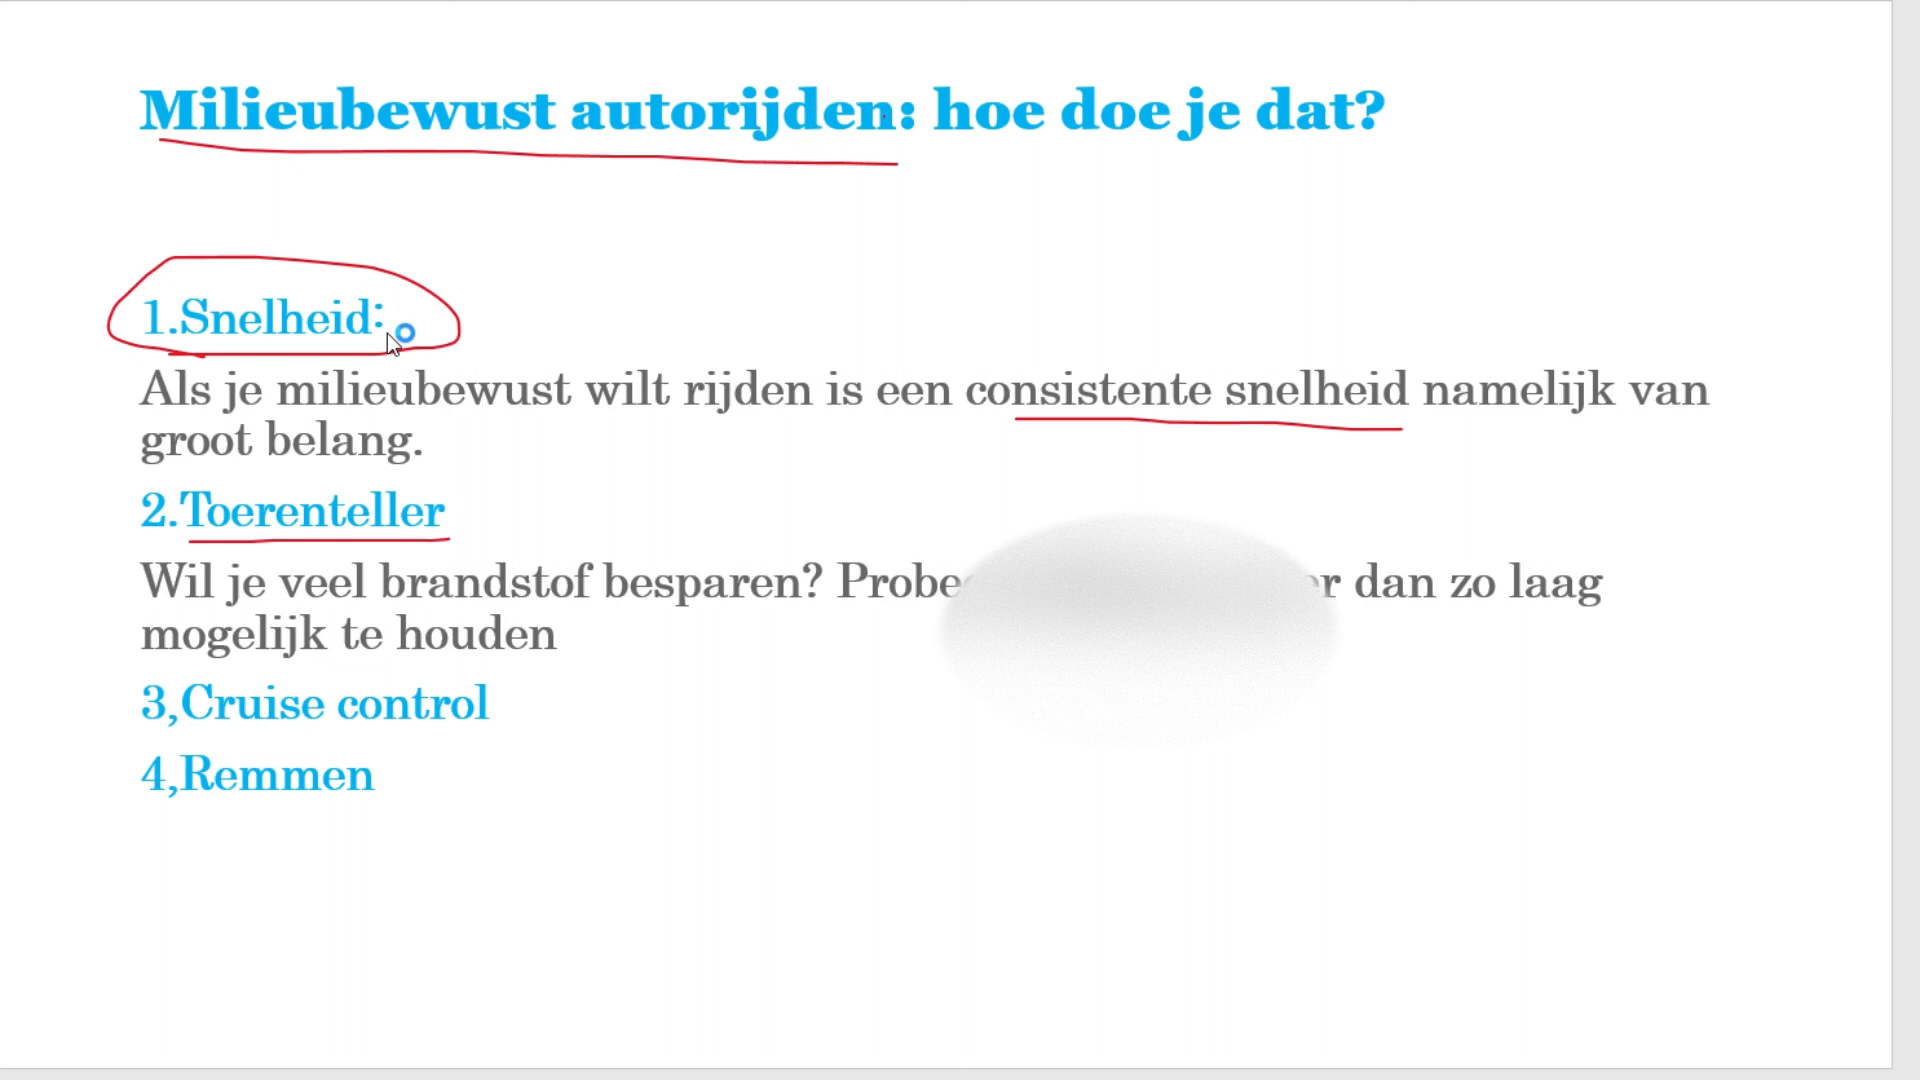 Milieubewust autorijden: hoe doe je dat?
1.Snelheid:
Als je milieubewust wilt rijden is een consistente snelheid namelijk van
groot belang.
2.Toerenteller
Wil je veel brandstof besparen? dan zo laag
mogelijk te houden
3,Cruise control
4,Remmen